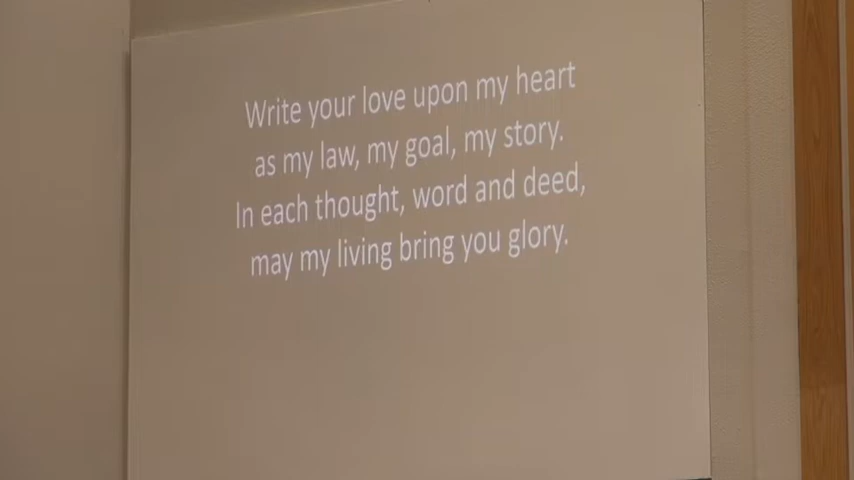 Write your love upon my heart
as my law, my goal, my story.
In each thought, word and deed,
may my living bring you glory.